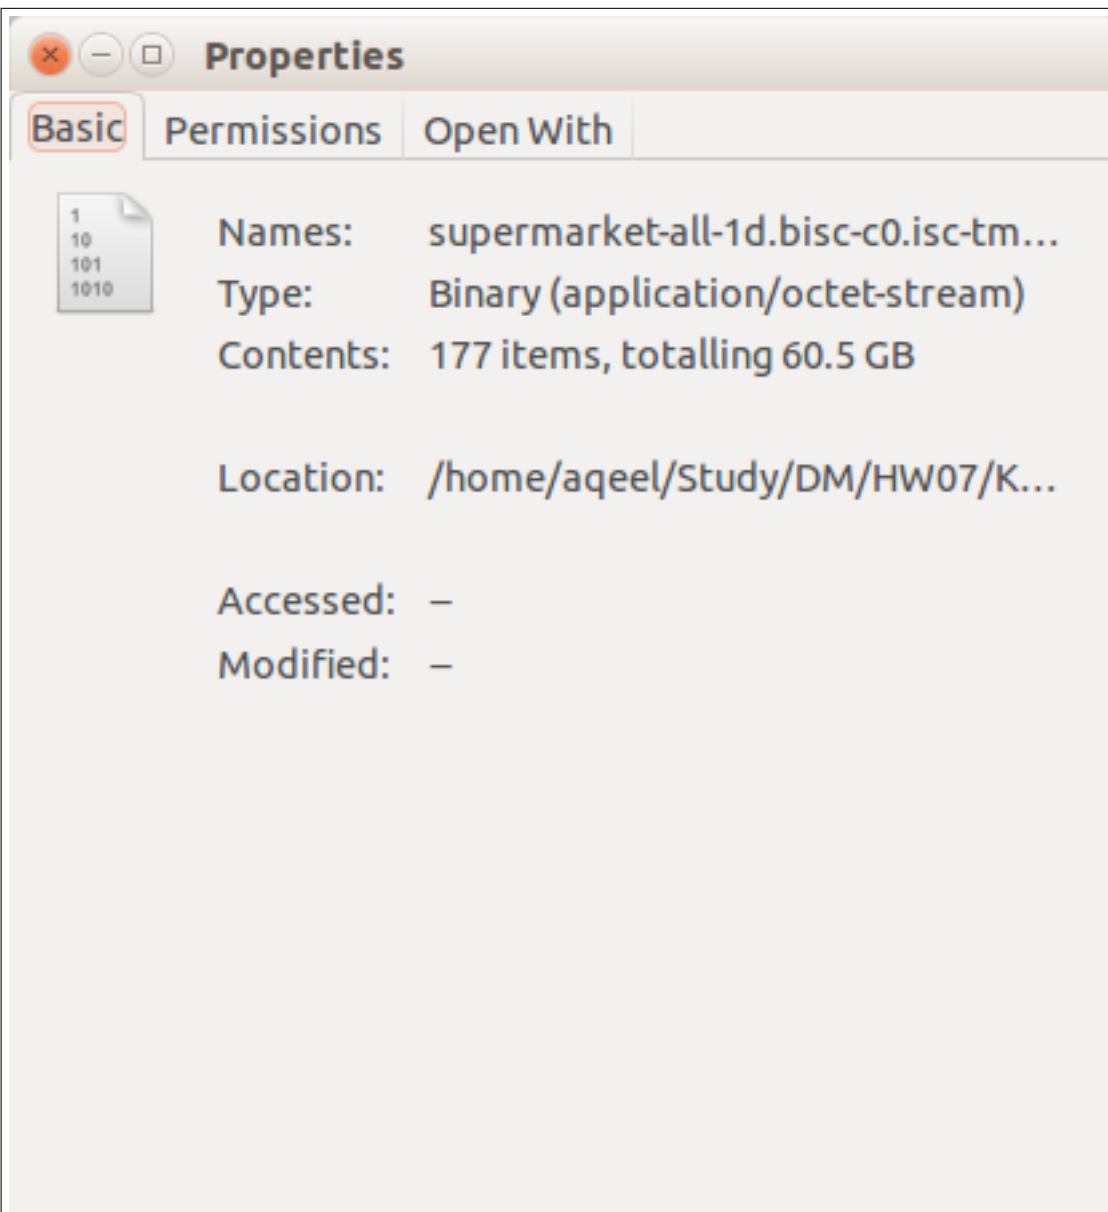 Properties
Basic Permissions Open With
1
10
101
1010
Names: supermarket-all-1d.bisc-c0.isc-tm...
Type: Binary (application/octet-stream)
Contents: 177 items, totalling 60.5 GB
Location: /home/aqeel/Study/DM/HW07/K...
Accessed: –
Modified: –